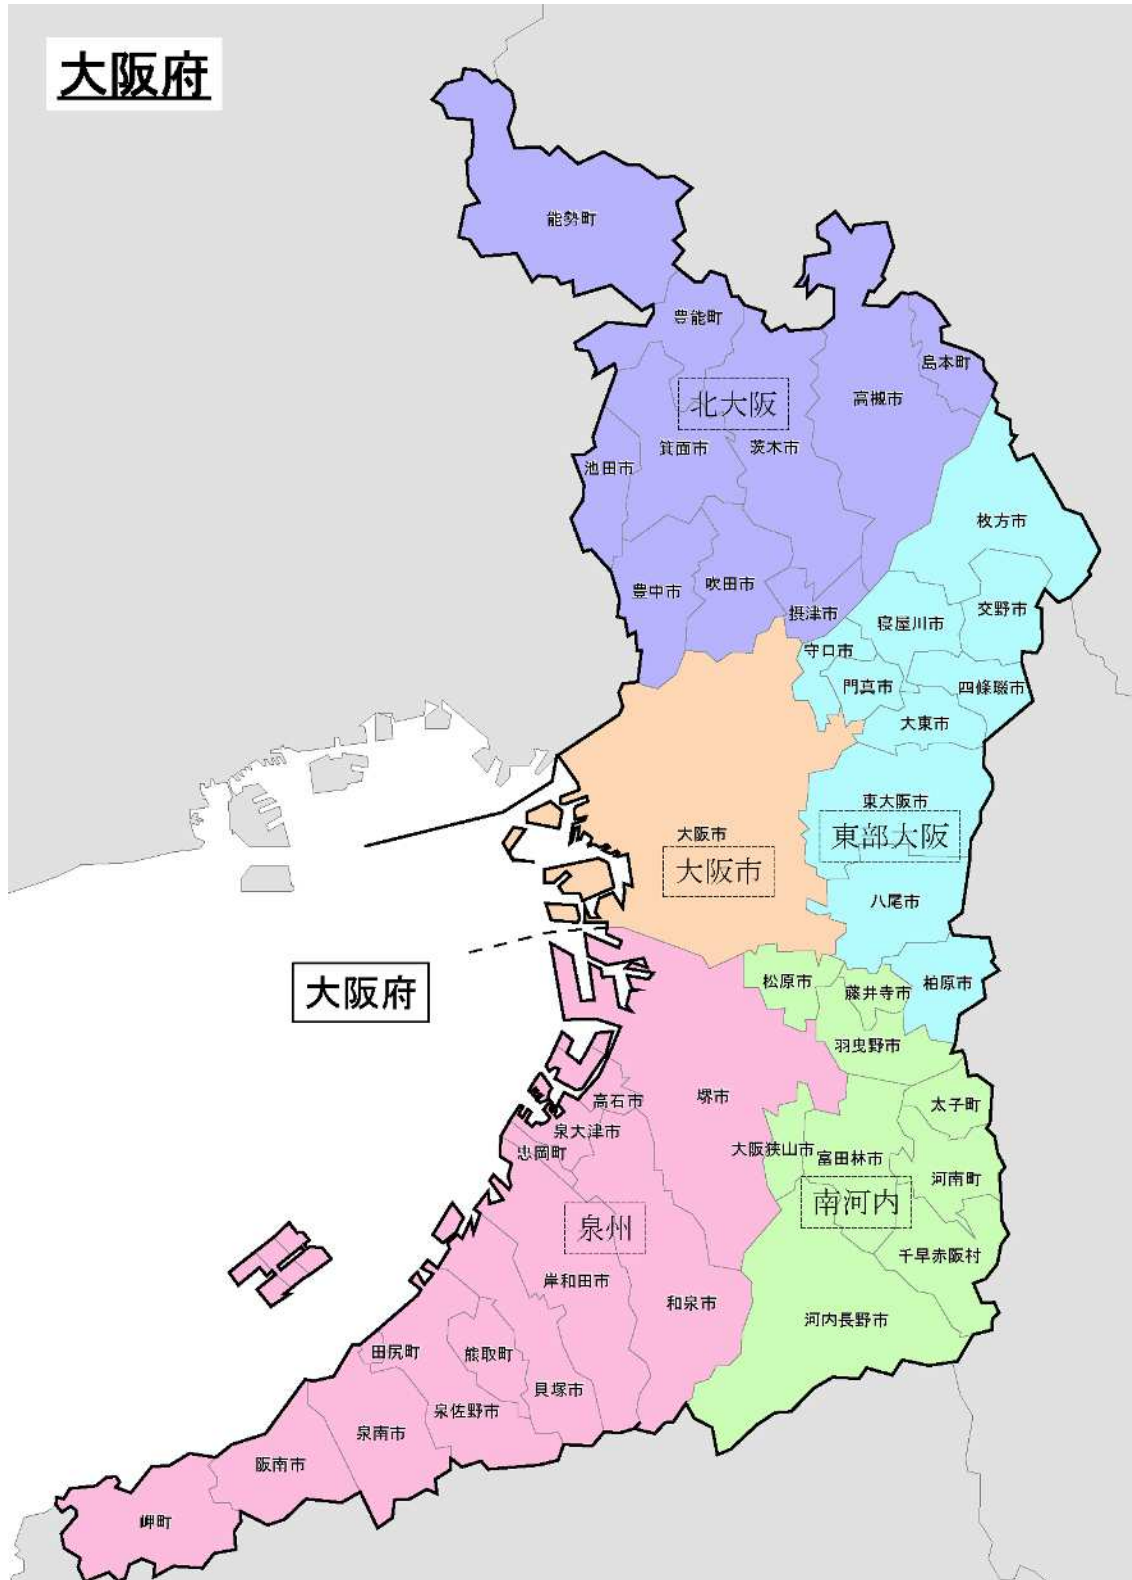 大阪府
能勢町
豊能町
島本町
高槻市
北大阪
箕面市
茨木市
池田市
枚方市
吹田市
豊中市
摂津市
交野市
寝屋川市
守口市
門真市
四條畷市
大東市
東大阪市
大阪市
東部大阪
大阪市
八尾市
松原市
藤井寺市
柏原市
大阪府
羽曳野市
高石市
堺市
太子町
泉大津市
忠岡町
大阪狭山市
富田林市
河南町
南河内
泉州
千早赤阪村
岸和田市
和泉市
河内長野市
田尻町
熊取町
貝塚市
泉佐野市
泉南市
阪南市
岬町